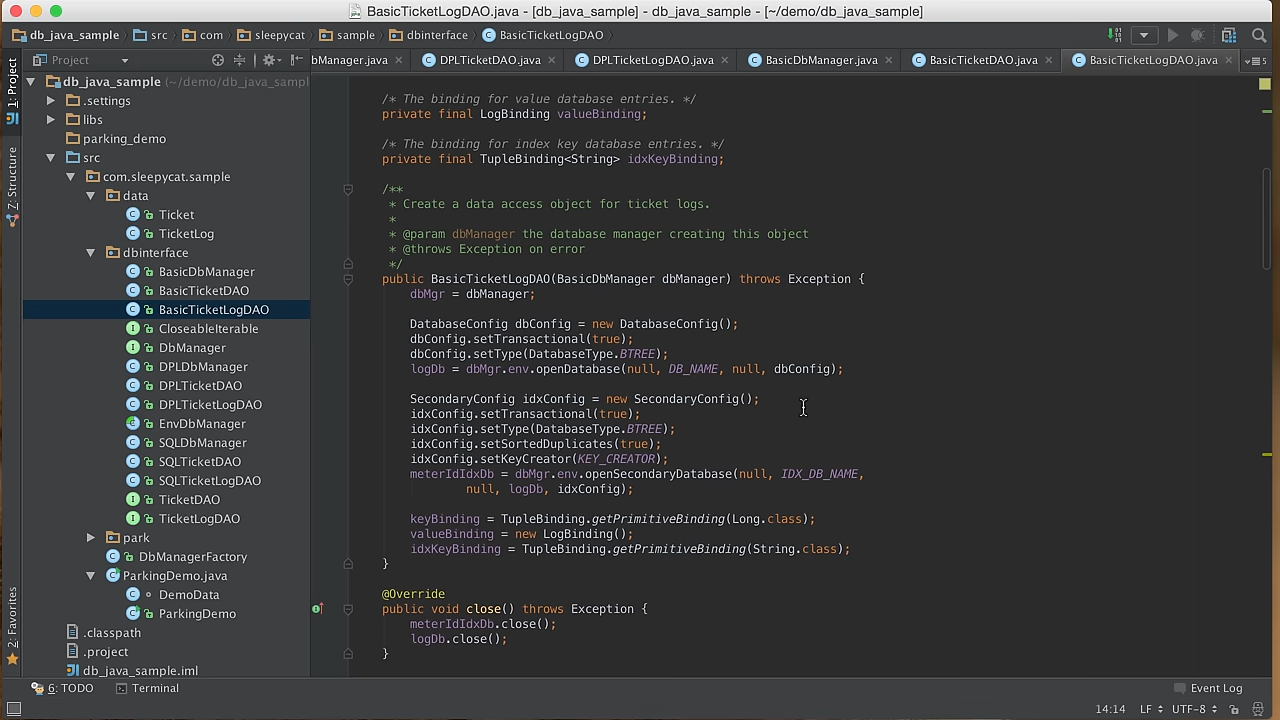 BasicTicketLogDAO.java - [db_java_sample] - db_java_sample - [~/demo/db_java_sample]
db_java_sample src com sleepycat sample dbinterface BasicTicketLogDAO
Project
bManager.java DPLTicketDAO.java DPLTicketLogDAO.java BasicDbManager.java BasicTicketDAO.java BasicTicketLogDAO.java
1: Project
Z: Structure
2: Favorites
db_java_sample (~/demo/db_java_sampl
.settings
libs
parking_demo
src
com.sleepycat.sample
data
Ticket
TicketLog
dbinterface
BasicDbManager
BasicTicketDAO
BasicTicketLogDAO
CloseableIterable
DbManager
DPLDbManager
DPLTicketDAO
DPLTicketLogDAO
EnvDbManager
SQLDbManager
SQLTicketDAO
SQLTicketLogDAO
TicketDAO
TicketLogDAO
park
DbManagerFactory
ParkingDemo.java
DemoData
ParkingDemo
.classpath
.project
db_java_sample.iml
/* The binding for value database entries. */
private final LogBinding valueBinding;
/* The binding for index key database entries. */
private final TupleBinding<String> idxKeyBinding;
/**
* Create a data access object for ticket logs.
*
* @param dbManager the database manager creating this object
* @throws Exception on error
*/
public BasicTicketLogDAO(BasicDbManager dbManager) throws Exception {
dbMgr = dbManager;
DatabaseConfig dbConfig = new DatabaseConfig();
dbConfig.setTransactional(true);
dbConfig.setType(DatabaseType.BTREE);
logDb = dbMgr.env.openDatabase(null, DB_NAME, null, dbConfig);
SecondaryConfig idxConfig = new SecondaryConfig();
idxConfig.setTransactional(true);
idxConfig.setType(DatabaseType.BTREE);
idxConfig.setSortedDuplicates(true);
idxConfig.setKeyCreator(KEY_CREATOR);
meterIdIdxDb = dbMgr.env.openSecondaryDatabase(null, IDX_DB_NAME,
null, logDb, idxConfig);
keyBinding = TupleBinding.getPrimitiveBinding(Long.class);
valueBinding = new LogBinding();
idxKeyBinding = TupleBinding.getPrimitiveBinding(String.class);
}
@Override
public void close() throws Exception {
meterIdIdxDb.close();
logDb.close();
}
6: TODO Terminal Event Log
14:14 LF UTF-8